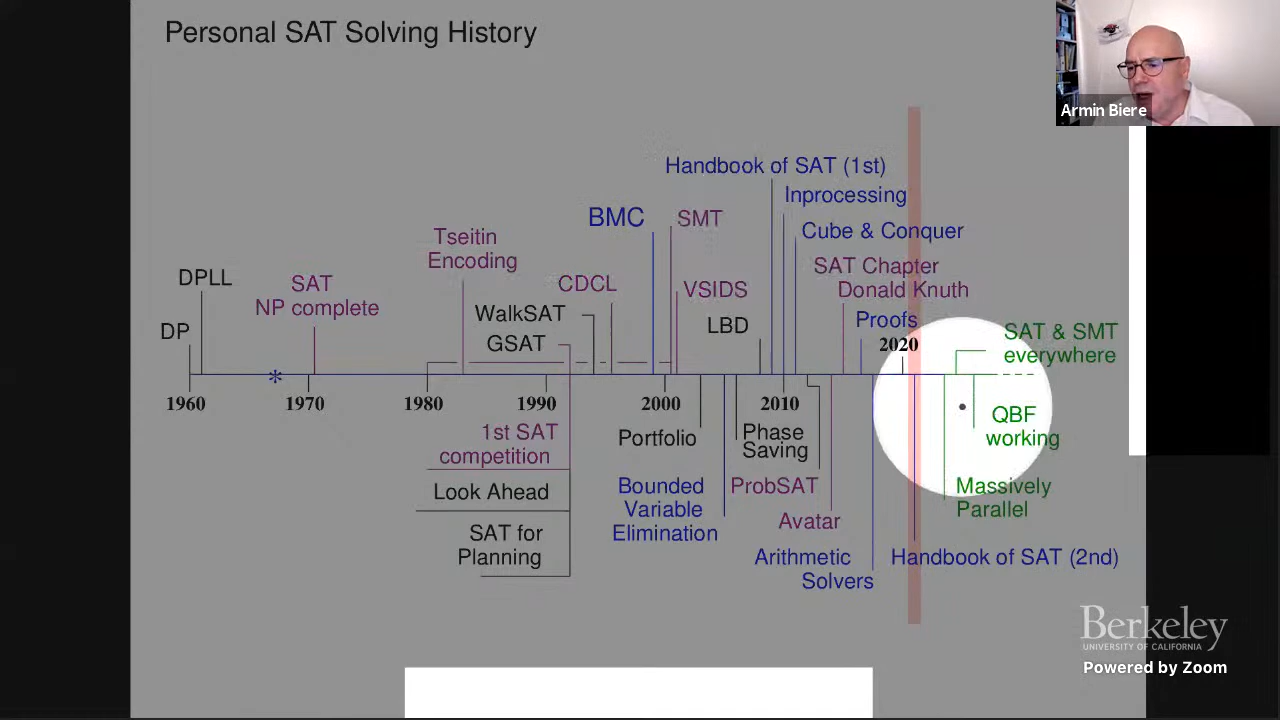 Personal SAT Solving History
Armin Biere
Handbook of SAT (1st)
Inprocessing
BMC
SMT
Cube & Conquer
Tseitin
Encoding
SAT Chapter
Donald Knuth
DPLL
SAT
NP complete
CDCL
VSIDS
WalkSAT
LBD
Proofs
DP
GSAT
2020
SAT & SMT
everywhere
*
1960
1970
1980
1990
2000
2010
QBF
working
1st SAT
competition
Portfolio
Phase
Saving
Look Ahead
Bounded
Variable
Elimination
ProbSAT
Massively
Parallel
Avatar
SAT for
Planning
Arithmetic
Solvers
Handbook of SAT (2nd)
Berkeley
UNIVERSITY OF CALIFORNIA
Powered by Zoom